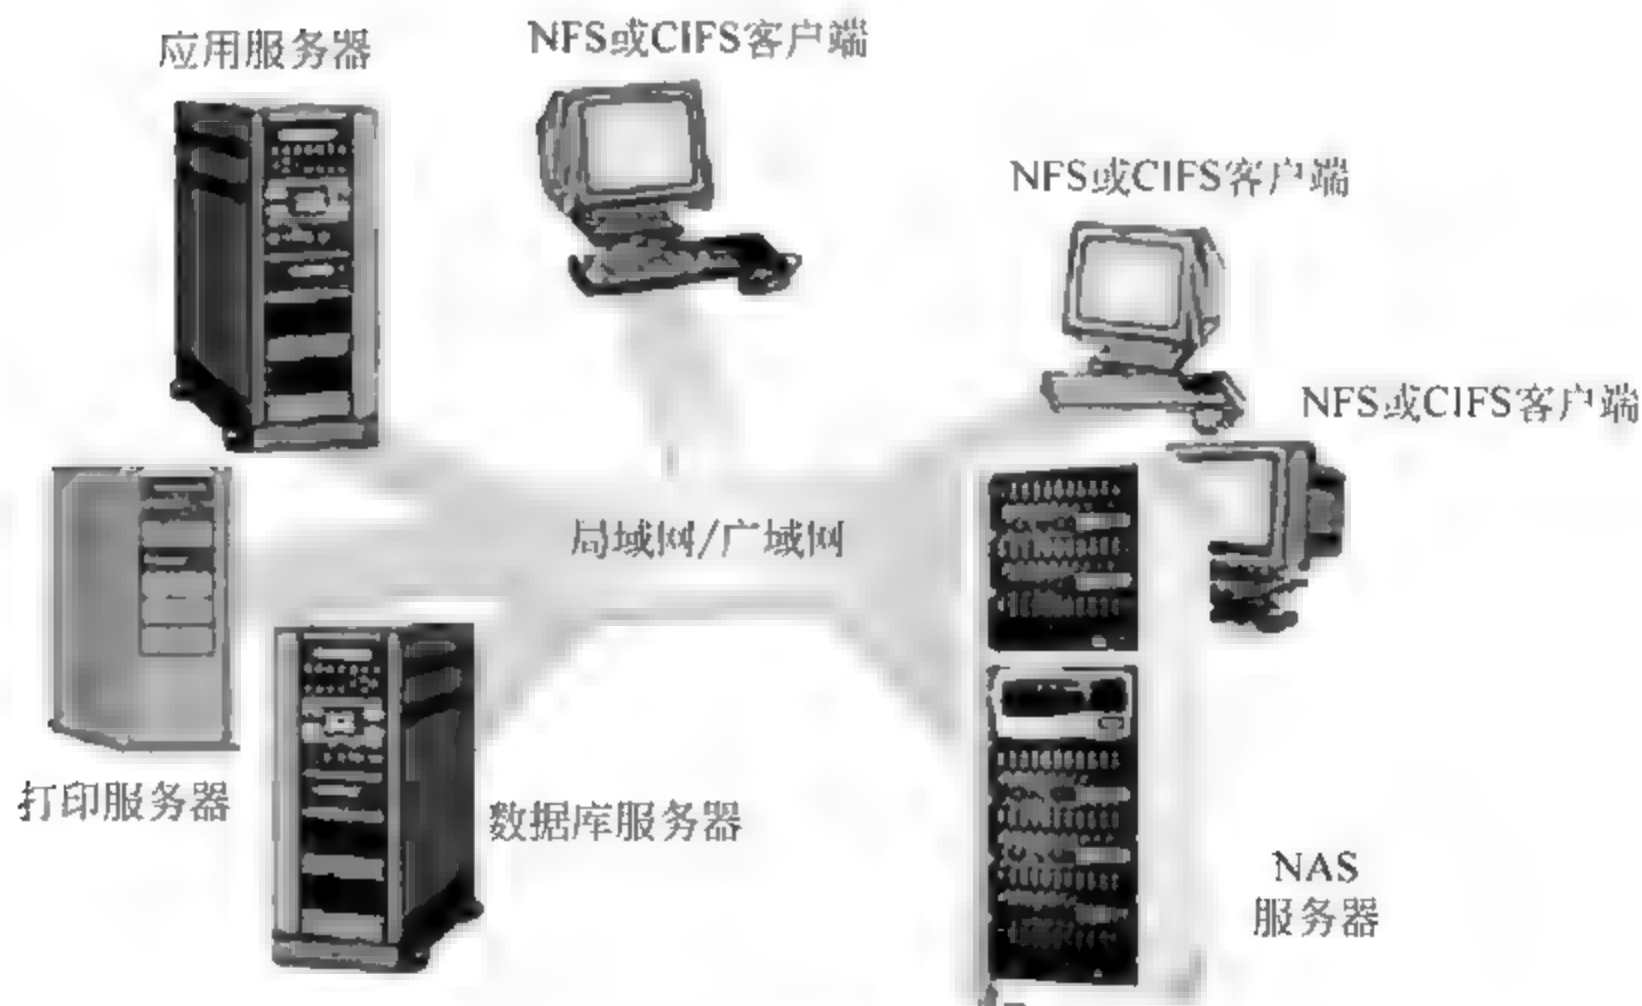 应用服务器
NFS或CIFS客户端
NFS或CIFS客户端
NFS或CIFS客户端
局域网/广域网
打印服务器
数据库服务器
NAS
服务器